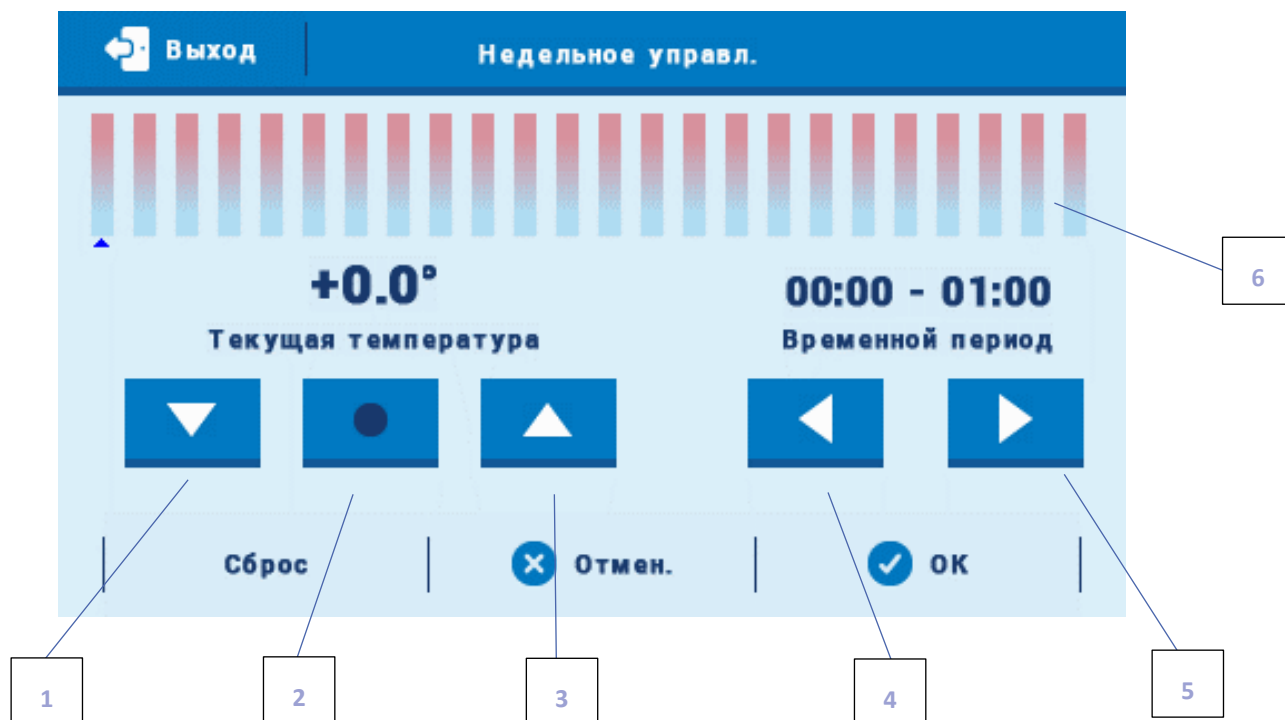 Выход
Недельное управл.
6
+0.0°
00:00 - 01:00
Текущая температура
Временной период
Сброс
Отмен.
ОК
1
2
3
4
5